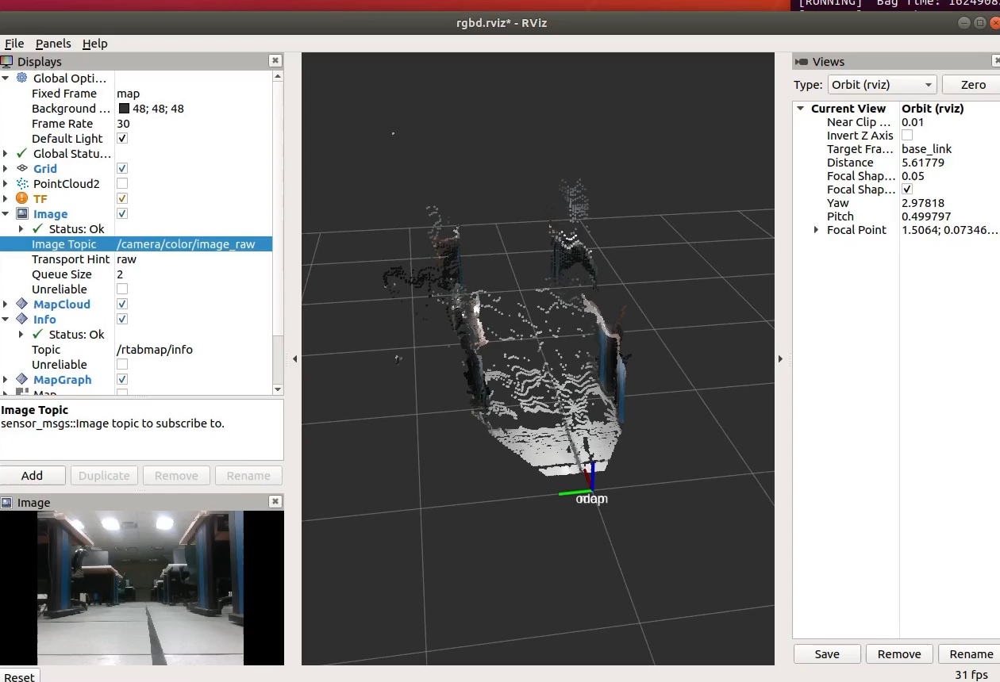 [RUNNING]  Bag Time: 1624908
rgbd.rviz* - RViz
File Panels Help
Displays
Global Opti...
Fixed Frame map
Background ... 48; 48; 48
Frame Rate 30
Default Light
Global Statu...
Grid
PointCloud2
TF
Image
Status: Ok
Image Topic /camera/color/image_raw
Transport Hint raw
Queue Size 2
Unreliable
MapCloud
Info
Status: Ok
Topic /rtabmap/info
Unreliable
MapGraph
Map
Image Topic
sensor_msgs::Image topic to subscribe to.
Add Duplicate Remove Rename
Image
Reset
map
Views
Type: Orbit (rviz) Zero
Current View Orbit (rviz)
Near Clip ... 0.01
Invert Z Axis
Target Fra... base_link
Distance 5.61779
Focal Shap... 0.05
Focal Shap...
Yaw 2.97818
Pitch 0.499797
Focal Point 1.5064; 0.07346...
Save Remove Rename
31 fps